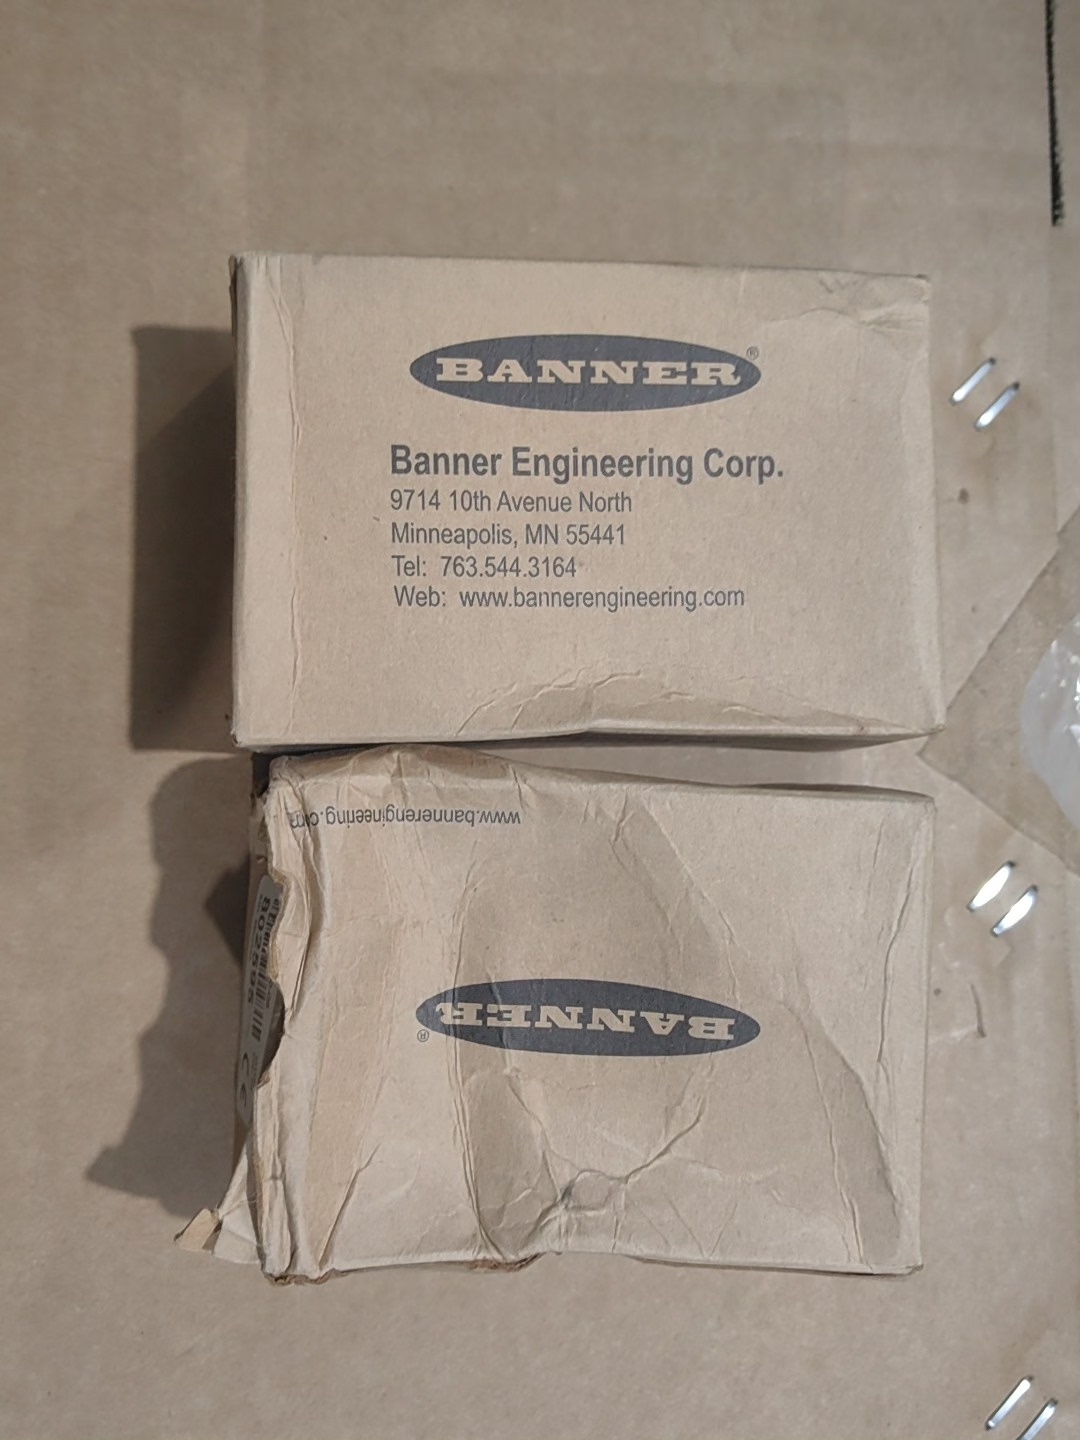 BANNER®
Banner Engineering Corp.
9714 10th Avenue North
Minneapolis, MN 55441
Tel: 763.544.3164
Web: www.bannerengineering.com
www.bannerengineering.com
BANNER®
CE